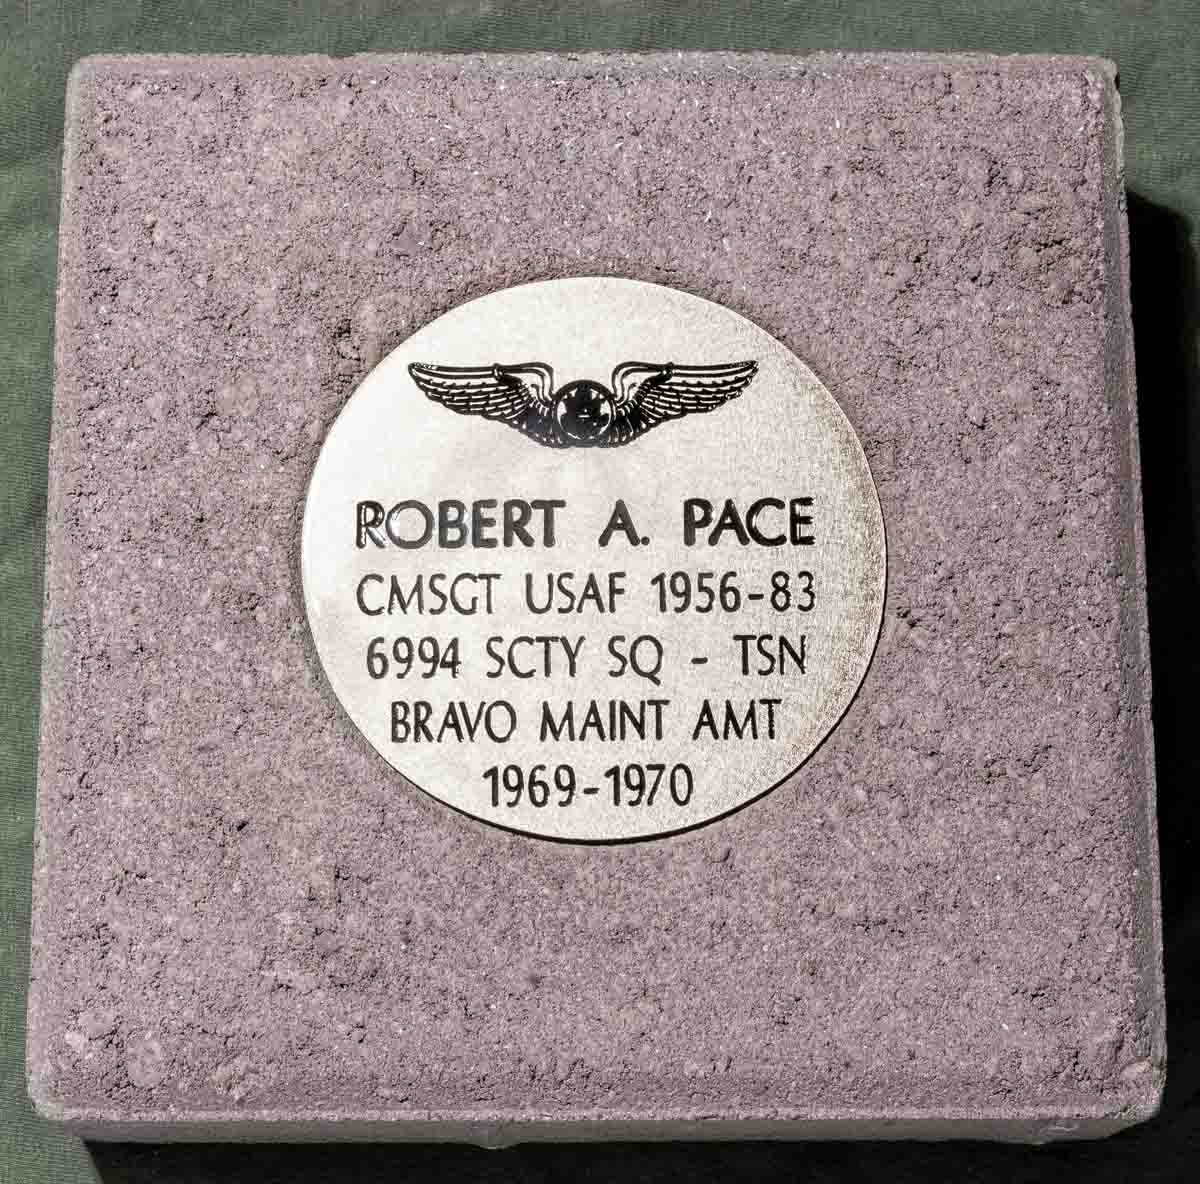 ROBERT A. PACE
CMSGT USAF 1956-83
6994 SCTY SQ - TSN
BRAVO MAINT AMT
1969-1970